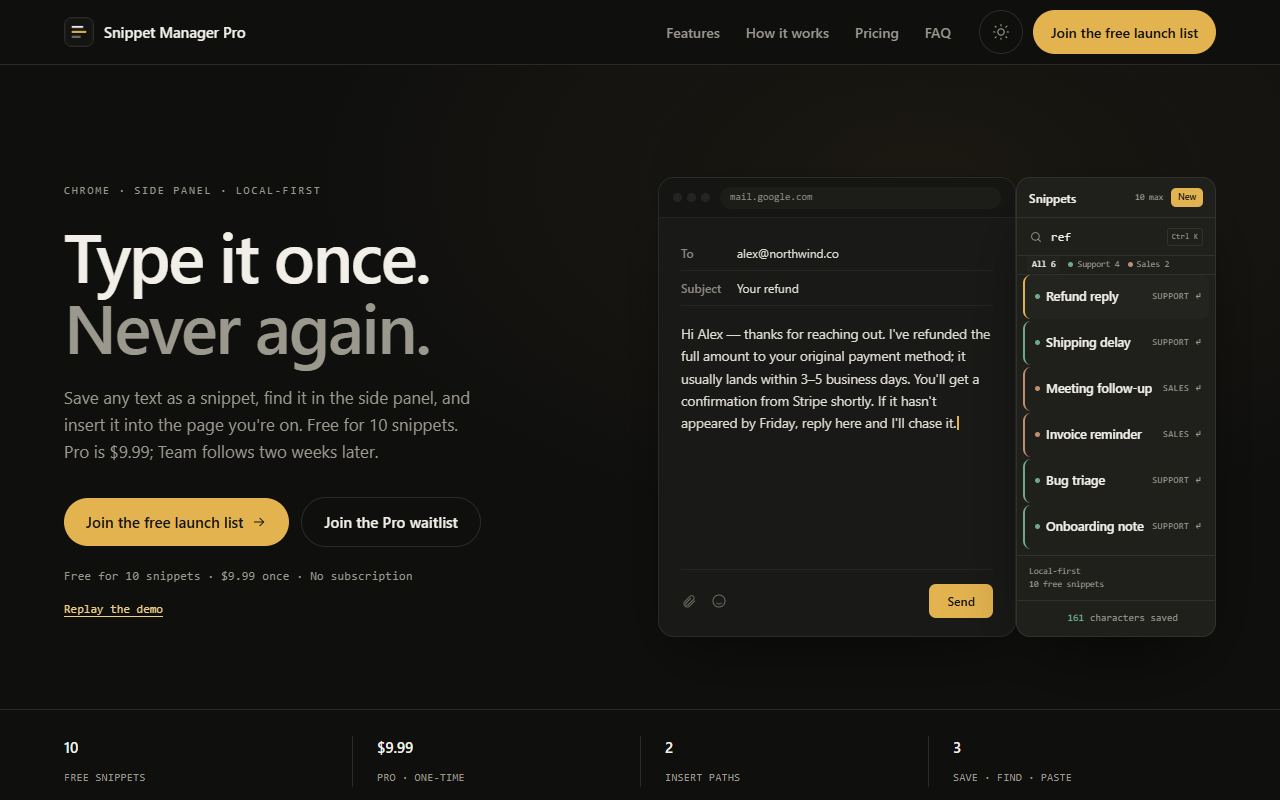 Snippet Manager Pro
Features
How it works
Pricing
FAQ
Join the free launch list
CHROME · SIDE PANEL · LOCAL-FIRST
Type it once.
Never again.
Save any text as a snippet, find it in the side panel, and
insert it into the page you're on. Free for 10 snippets.
Pro is $9.99; Team follows two weeks later.
Join the free launch list →
Join the Pro waitlist
Free for 10 snippets · $9.99 once · No subscription
Replay the demo
mail.google.com
To alex@northwind.co
Subject Your refund
Hi Alex — thanks for reaching out. I've refunded the
full amount to your original payment method; it
usually lands within 3–5 business days. You'll get a
confirmation from Stripe shortly. If it hasn't
appeared by Friday, reply here and I'll chase it.
Send
Snippets 10 max New
ref Ctrl K
All 6 Support 4 Sales 2
Refund reply SUPPORT ⏎
Shipping delay SUPPORT ⏎
Meeting follow-up SALES ⏎
Invoice reminder SALES ⏎
Bug triage SUPPORT ⏎
Onboarding note SUPPORT ⏎
Local-first
10 free snippets
161 characters saved
10
FREE SNIPPETS
$9.99
PRO · ONE-TIME
2
INSERT PATHS
3
SAVE · FIND · PASTE